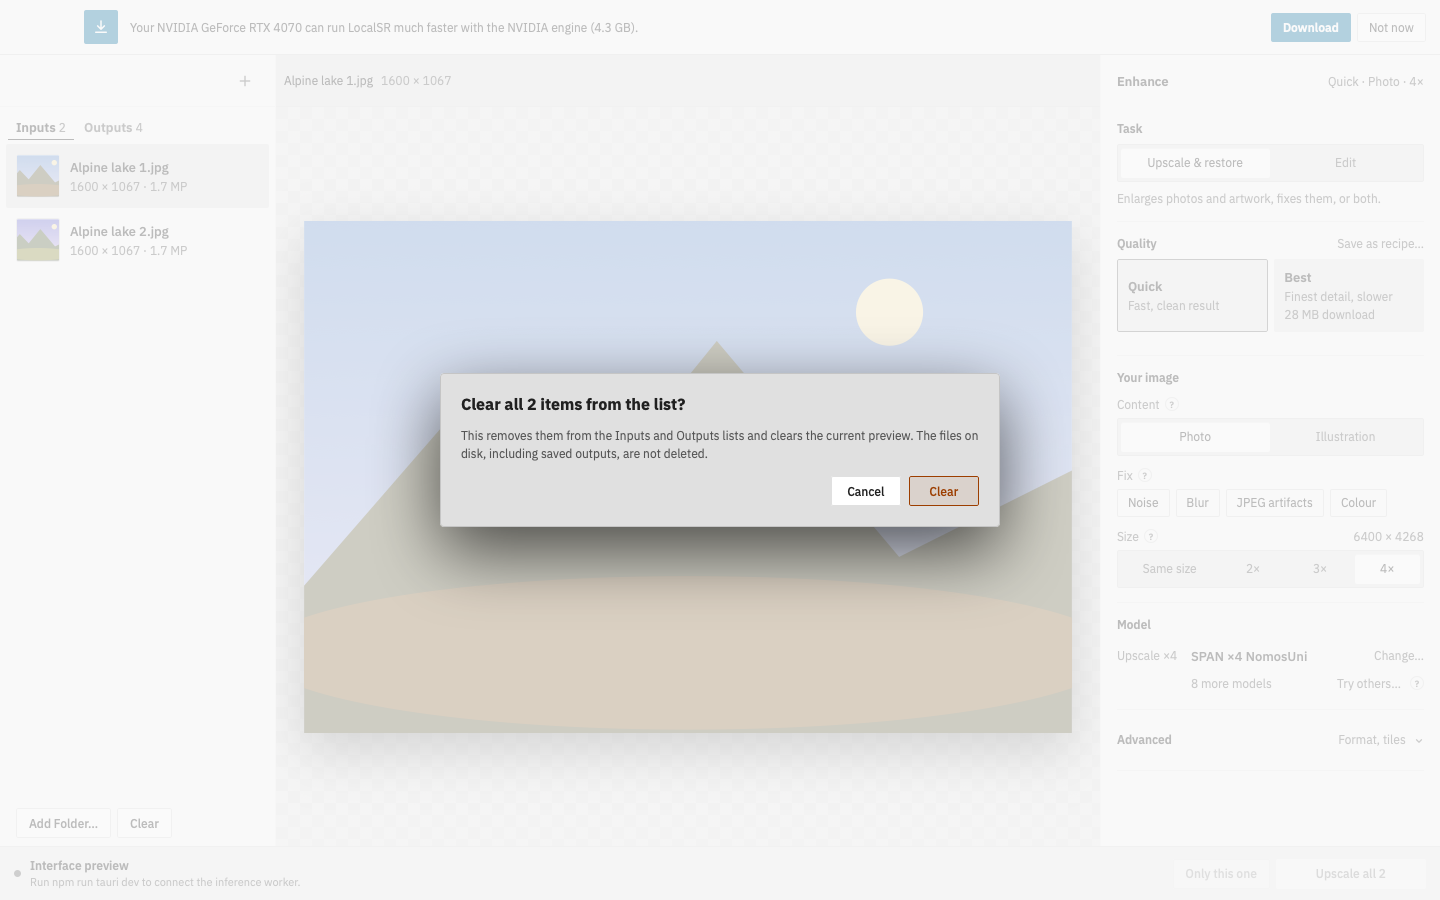 Your NVIDIA GeForce RTX 4070 can run LocalSR much faster with the NVIDIA engine (4.3 GB).
Download
Not now
Alpine lake 1.jpg 1600 × 1067
Enhance
Quick · Photo · 4×
Inputs 2
Outputs 4
Alpine lake 1.jpg
1600 × 1067 · 1.7 MP
Alpine lake 2.jpg
1600 × 1067 · 1.7 MP
Task
Upscale & restore
Edit
Enlarges photos and artwork, fixes them, or both.
Quality
Save as recipe...
Quick
Fast, clean result
Best
Finest detail, slower
28 MB download
Your image
Content ?
Photo
Illustration
Fix ?
Noise
Blur
JPEG artifacts
Colour
Size ?
6400 × 4268
Same size
2×
3×
4×
Model
Upscale ×4
SPAN ×4 NomosUni
Change...
8 more models
Try others... ?
Advanced
Format, tiles
Clear all 2 items from the list?
This removes them from the Inputs and Outputs lists and clears the current preview. The files on
disk, including saved outputs, are not deleted.
Cancel
Clear
Add Folder...
Clear
Interface preview
Run npm run tauri dev to connect the inference worker.
Only this one
Upscale all 2